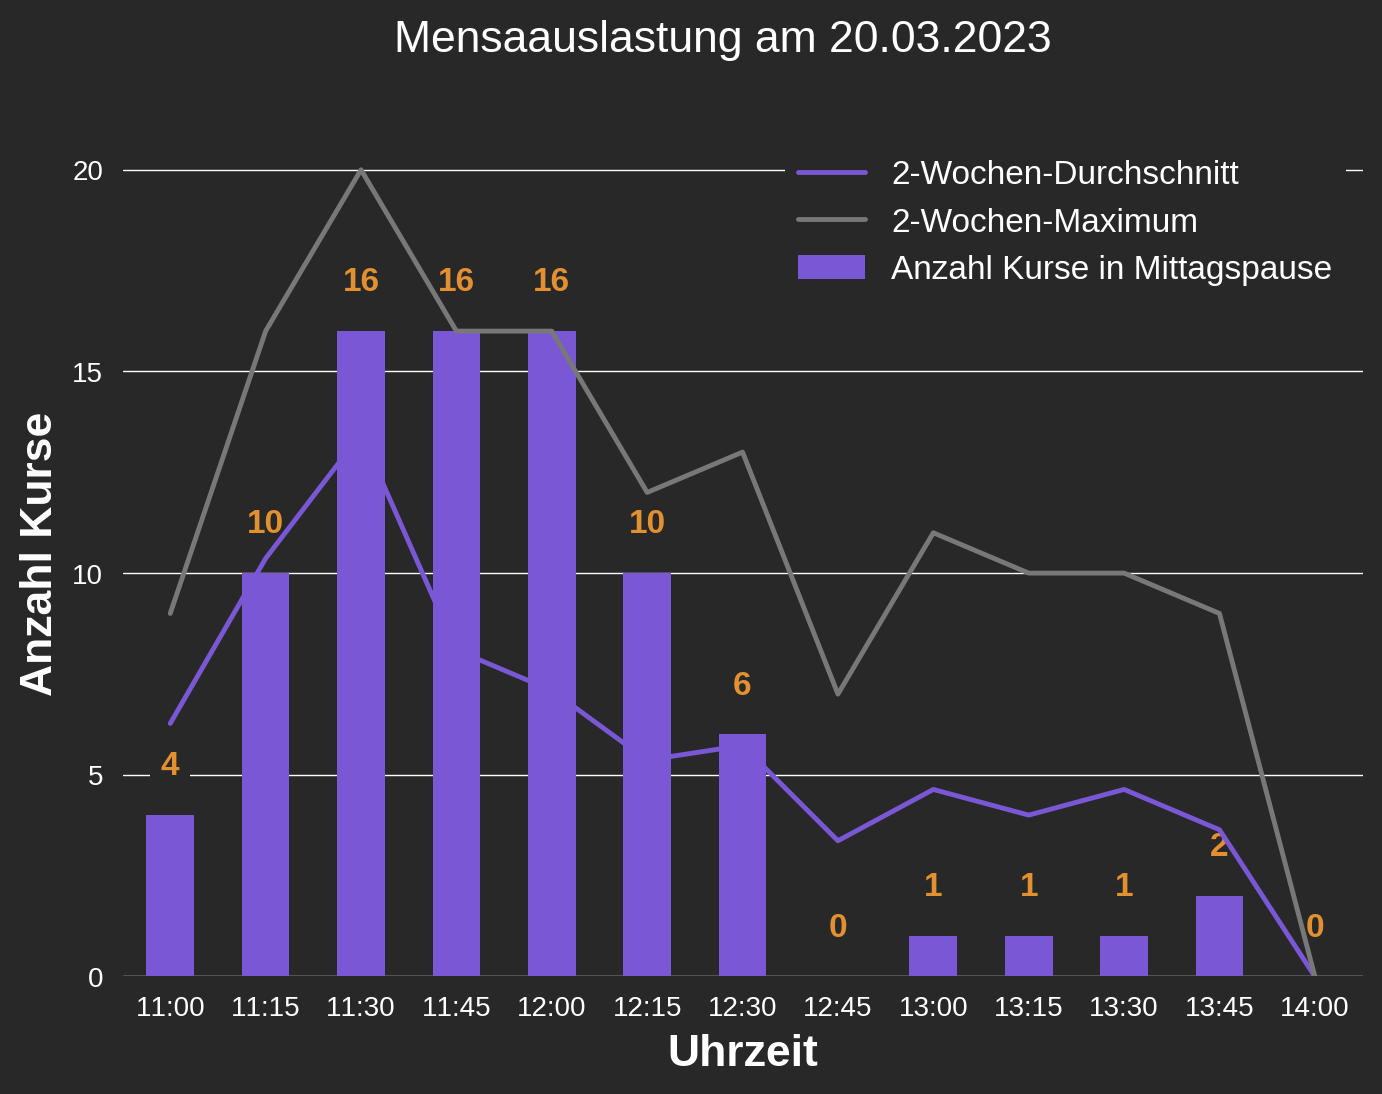 Mensaauslastung am 20.03.2023
2-Wochen-Durchschnitt
2-Wochen-Maximum
Anzahl Kurse in Mittagspause
Anzahl Kurse
20
15
10
5
0
4
10
16
16
16
10
6
0
1
1
1
2
0
11:00 11:15 11:30 11:45 12:00 12:15 12:30 12:45 13:00 13:15 13:30 13:45 14:00
Uhrzeit